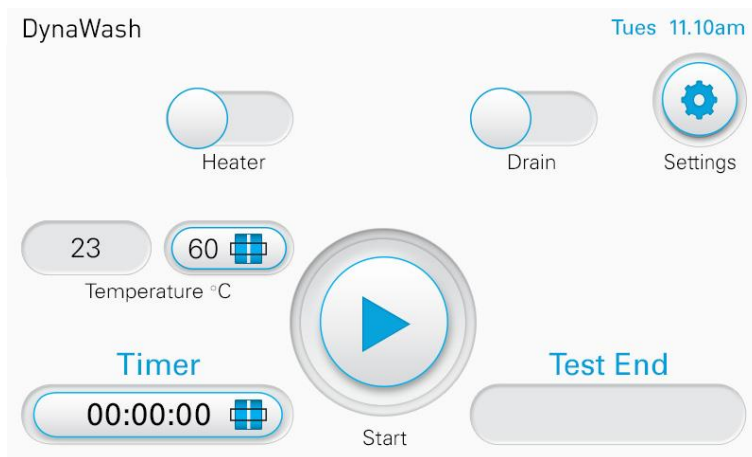 DynaWash
Tues 11.10am
Heater
Drain
Settings
23
60
Temperature °C
Timer
Test End
00:00:00
Start